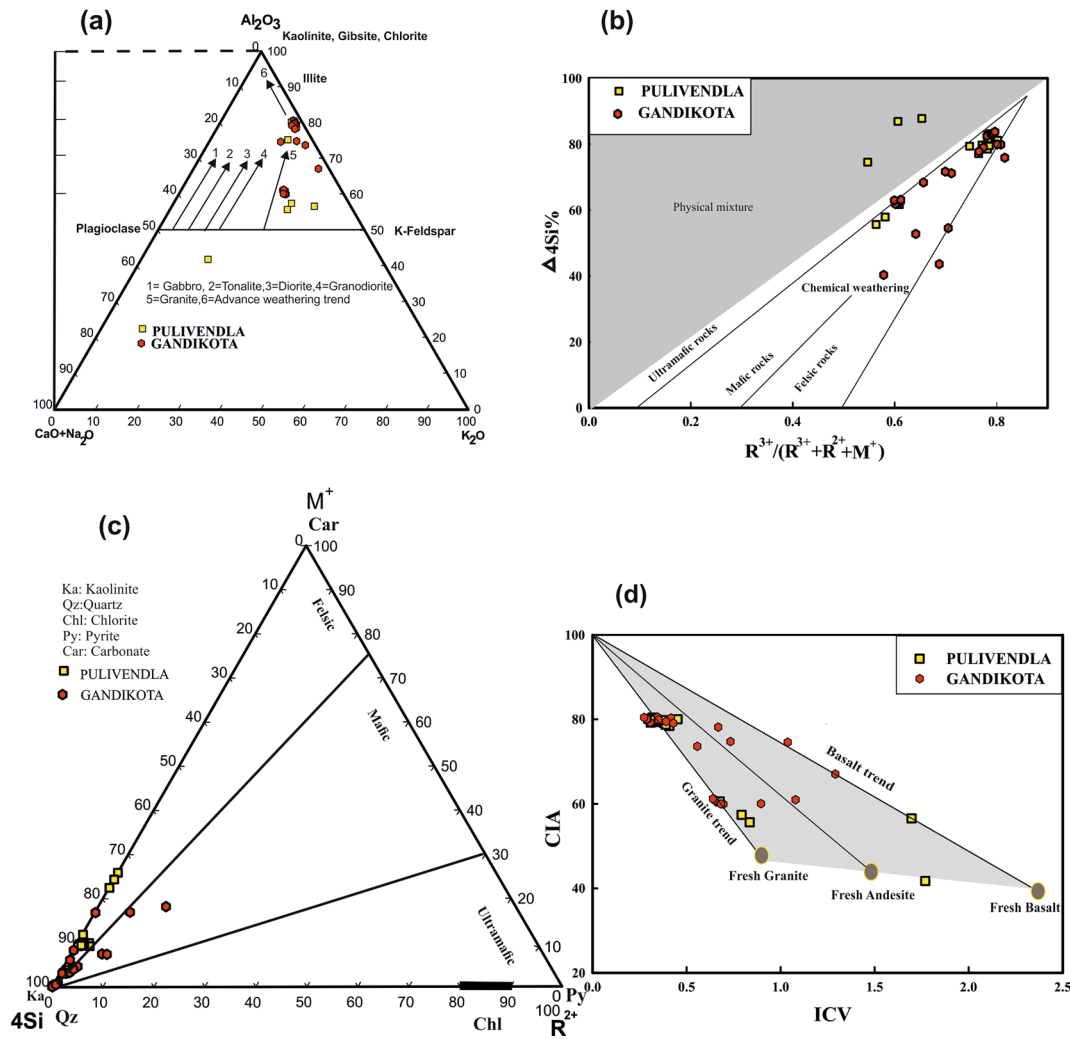 (a)
Al2O3
Kaolinite, Gibsite, Chlorite
0
100
6
Illite
10
90
20
80
30
1
2
3
4
5
70
40
60
Plagioclase
50
50
K-Feldspar
60
40
1= Gabbro, 2=Tonalite,3=Diorite,4=Granodiorite
5=Granite,6=Advance weathering trend
70
30
PULIVENDLA
GANDIKOTA
80
20
90
10
100
0
0 10 20 30 40 50 60 70 80 90 100
CaO+Na2O
K2O
(b)
100
PULIVENDLA
GANDIKOTA
80
60
Physical mixture
Δ4Si%
Chemical weathering
40
Ultramafic rocks
Mafic rocks
Felsic rocks
20
0
0.0 0.2 0.4 0.6 0.8
R3+/(R3++R2++M+)
(c)
M+
Car
0
100
Ka: Kaolinite
Qz:Quartz
Chl: Chlorite
Py: Pyrite
Car: Carbonate
PULIVENDLA
GANDIKOTA
10
90
Felsic
20
80
30
70
40
Mafic
60
50
50
60
40
70
30
80
20
Ultramafic
90
10
100
0
Ka
0 10 20 30 40 50 60 70 80 90 100
Py
4Si
Qz
Chl
R2+
(d)
100
PULIVENDLA
GANDIKOTA
80
Basalt trend
60
Granite trend
CIA
Fresh Granite
Fresh Andesite
Fresh Basalt
40
20
0.0 0.5 1.0 1.5 2.0 2.5
ICV